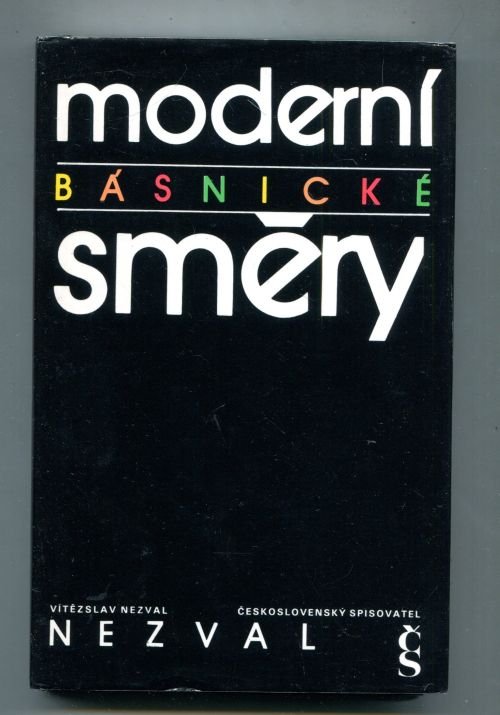 moderní
BÁSNICKÉ
směry
VÍTĚZSLAV NEZVAL ČESKOSLOVENSKÝ SPISOVATEL
NEZVAL ČS